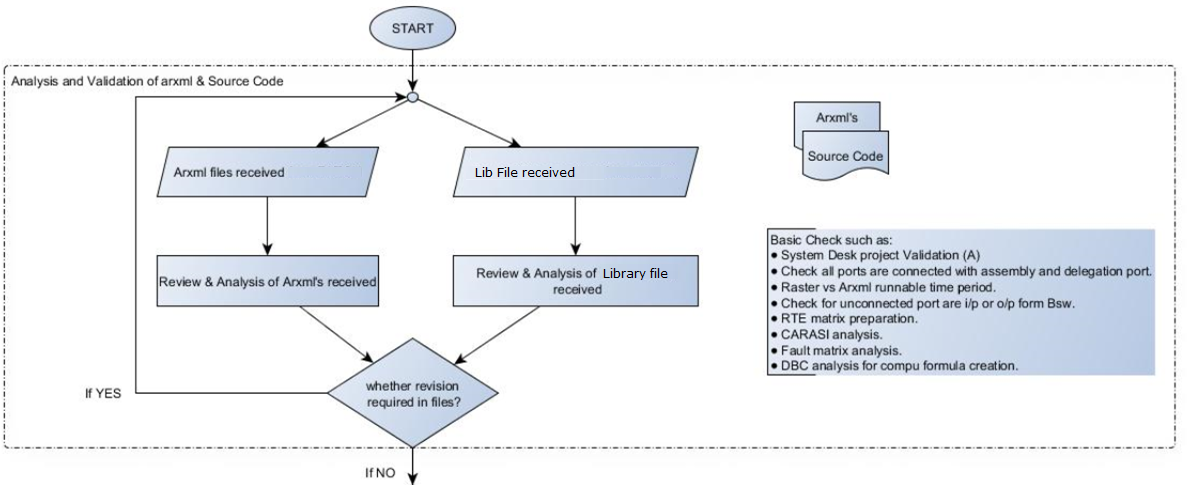 START
Analysis and Validation of arxml & Source Code
Arxml files received
Lib File received
Arxml's
Source Code
Review & Analysis of Arxml's received
Review & Analysis of Library file
received
Basic Check such as:
● System Desk project Validation (A)
● Check all ports are connected with assembly and delegation port.
● Raster vs Arxml runnable time period.
● Check for unconnected port are i/p or o/p form Bsw.
● RTE matrix preparation.
● CARASI analysis.
● Fault matrix analysis.
● DBC analysis for compu formula creation.
whether revision
required in files?
If YES
If NO